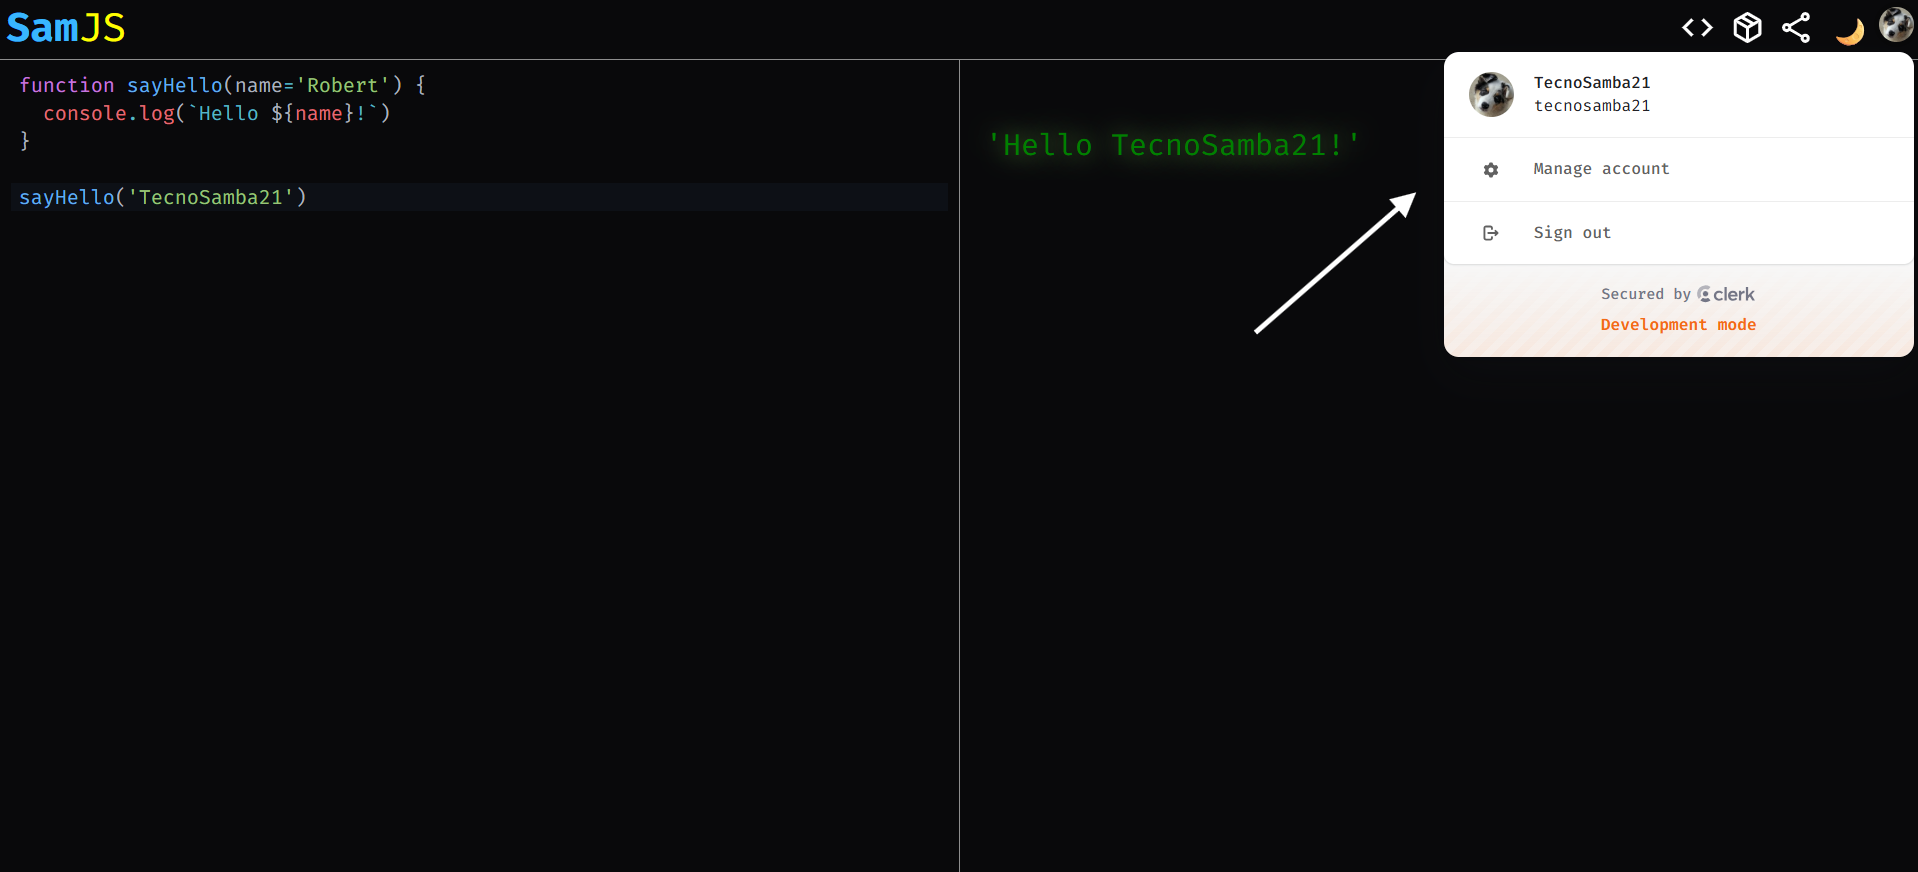 SamJS
function sayHello(name='Robert') {
  console.log(`Hello ${name}!`)
}
sayHello('TecnoSamba21')
'Hello TecnoSamba21!'
TecnoSamba21
tecnosamba21
Manage account
Sign out
Secured by clerk
Development mode